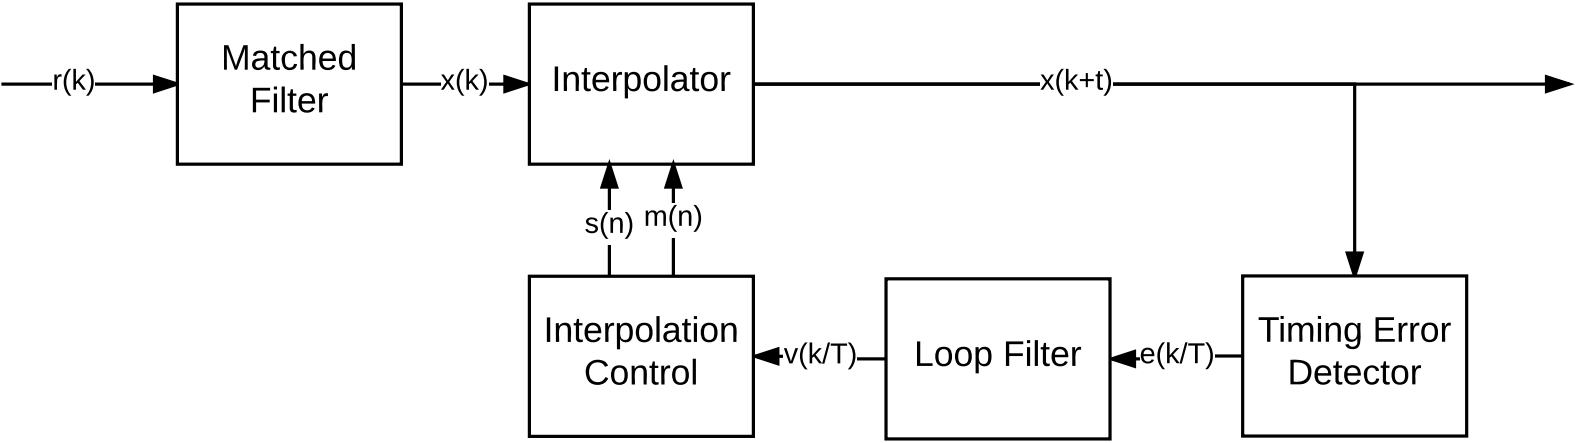 r(k)
Matched
Filter
x(k)
Interpolator
x(k+t)
s(n)
m(n)
Interpolation
Control
v(k/T)
Loop Filter
e(k/T)
Timing Error
Detector